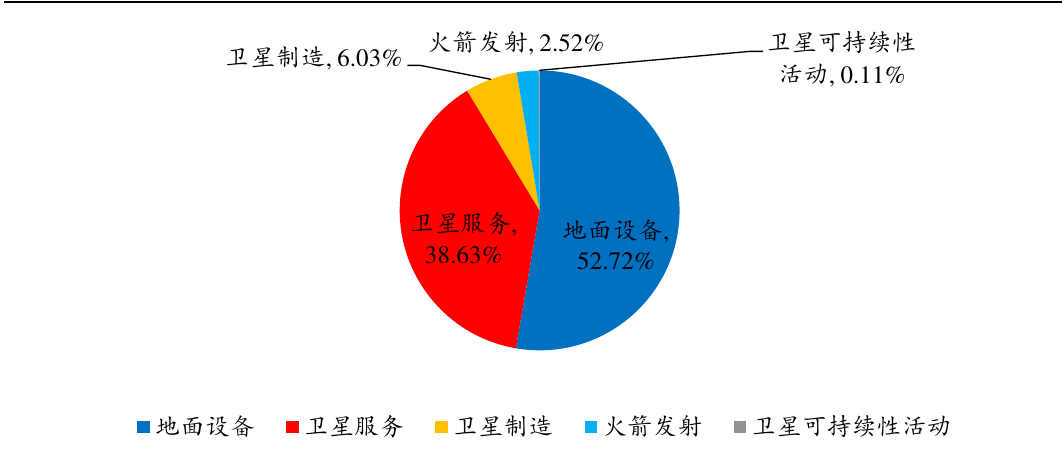 火箭发射, 2.52%
卫星可持续性
活动, 0.11%
卫星制造, 6.03%
卫星服务,
38.63%
地面设备,
52.72%
地面设备 卫星服务 卫星制造 火箭发射 卫星可持续性活动